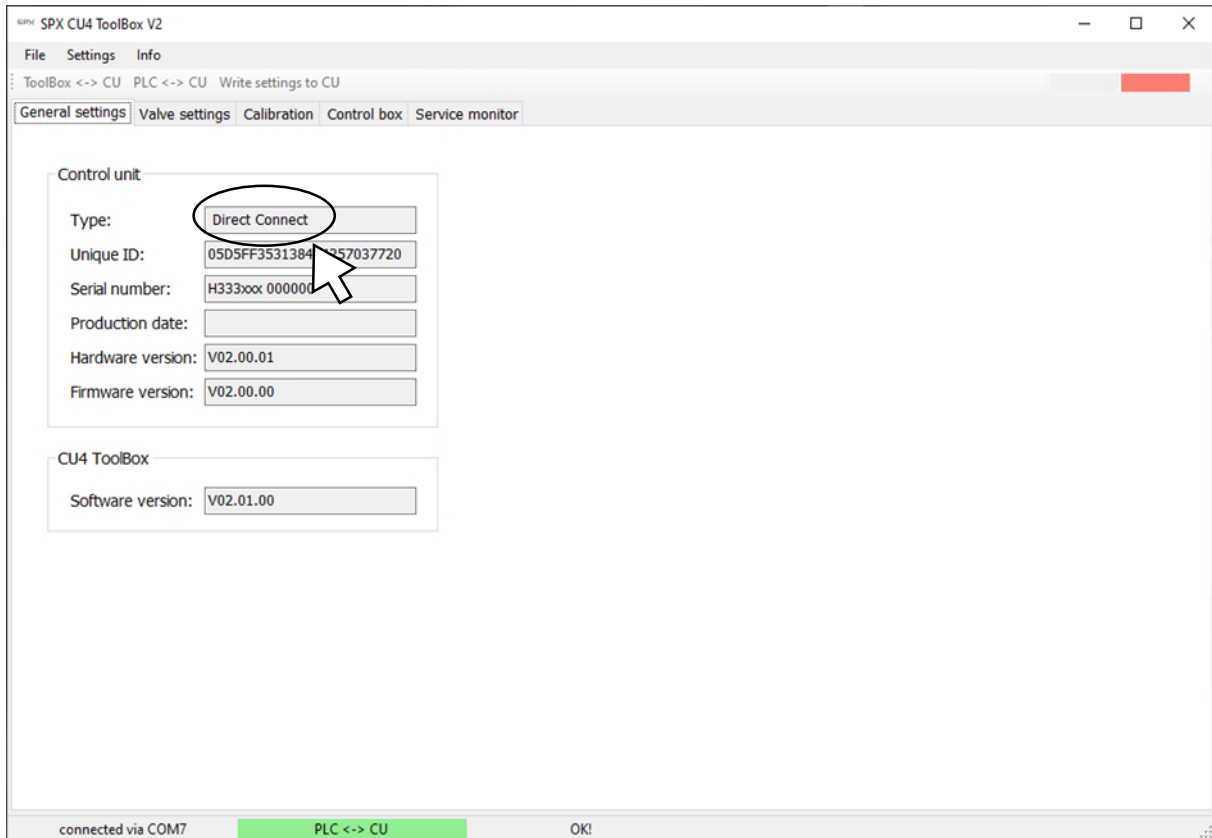 SPX SPX CU4 ToolBox V2
File Settings Info
ToolBox <-> CU PLC <-> CU Write settings to CU
General settings Valve settings Calibration Control box Service monitor
Control unit
Type: Direct Connect
Unique ID:
Serial number: H333xxx 000000
Production date:
Hardware version: V02.00.01
Firmware version: V02.00.00
CU4 ToolBox
Software version: V02.01.00
connected via COM7 PLC <-> CU OK!